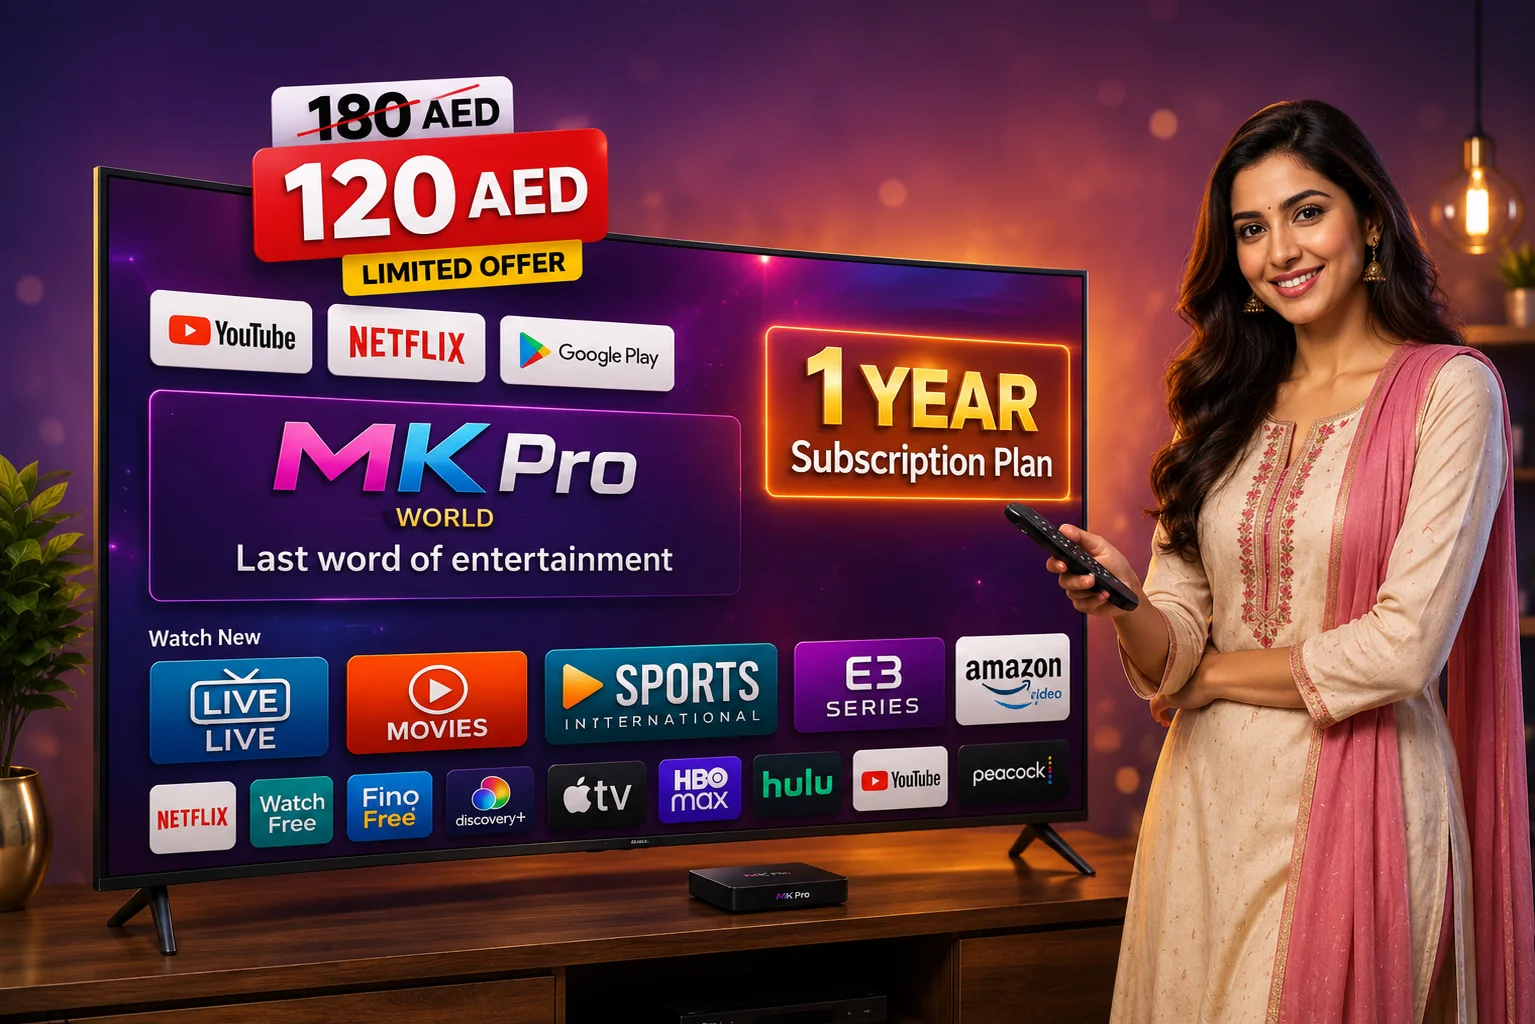 180 AED
120 AED
LIMITED OFFER
YouTube
NETFLIX
Google Play
MK Pro
WORLD
Last word of entertainment
1 YEAR
Subscription Plan
Watch New
LIVE
LIVE
MOVIES
SPORTS
INTERNATIONAL
E3
SERIES
amazon
video
NETFLIX
Watch
Free
Fino
Free
discovery+
tv
HBO
max
hulu
YouTube
peacock
MK Pro
MK Pro